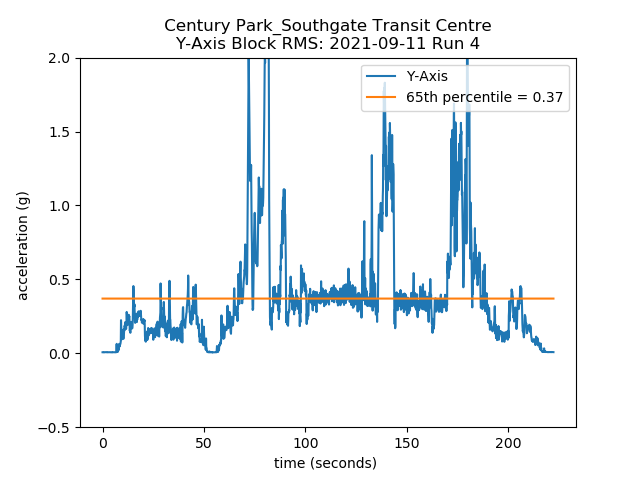 Century Park_Southgate Transit Centre
Y-Axis Block RMS: 2021-09-11 Run 4
Y-Axis
65th percentile = 0.37
2.0
1.5
1.0
0.5
0.0
−0.5
acceleration (g)
0 50 100 150 200
time (seconds)